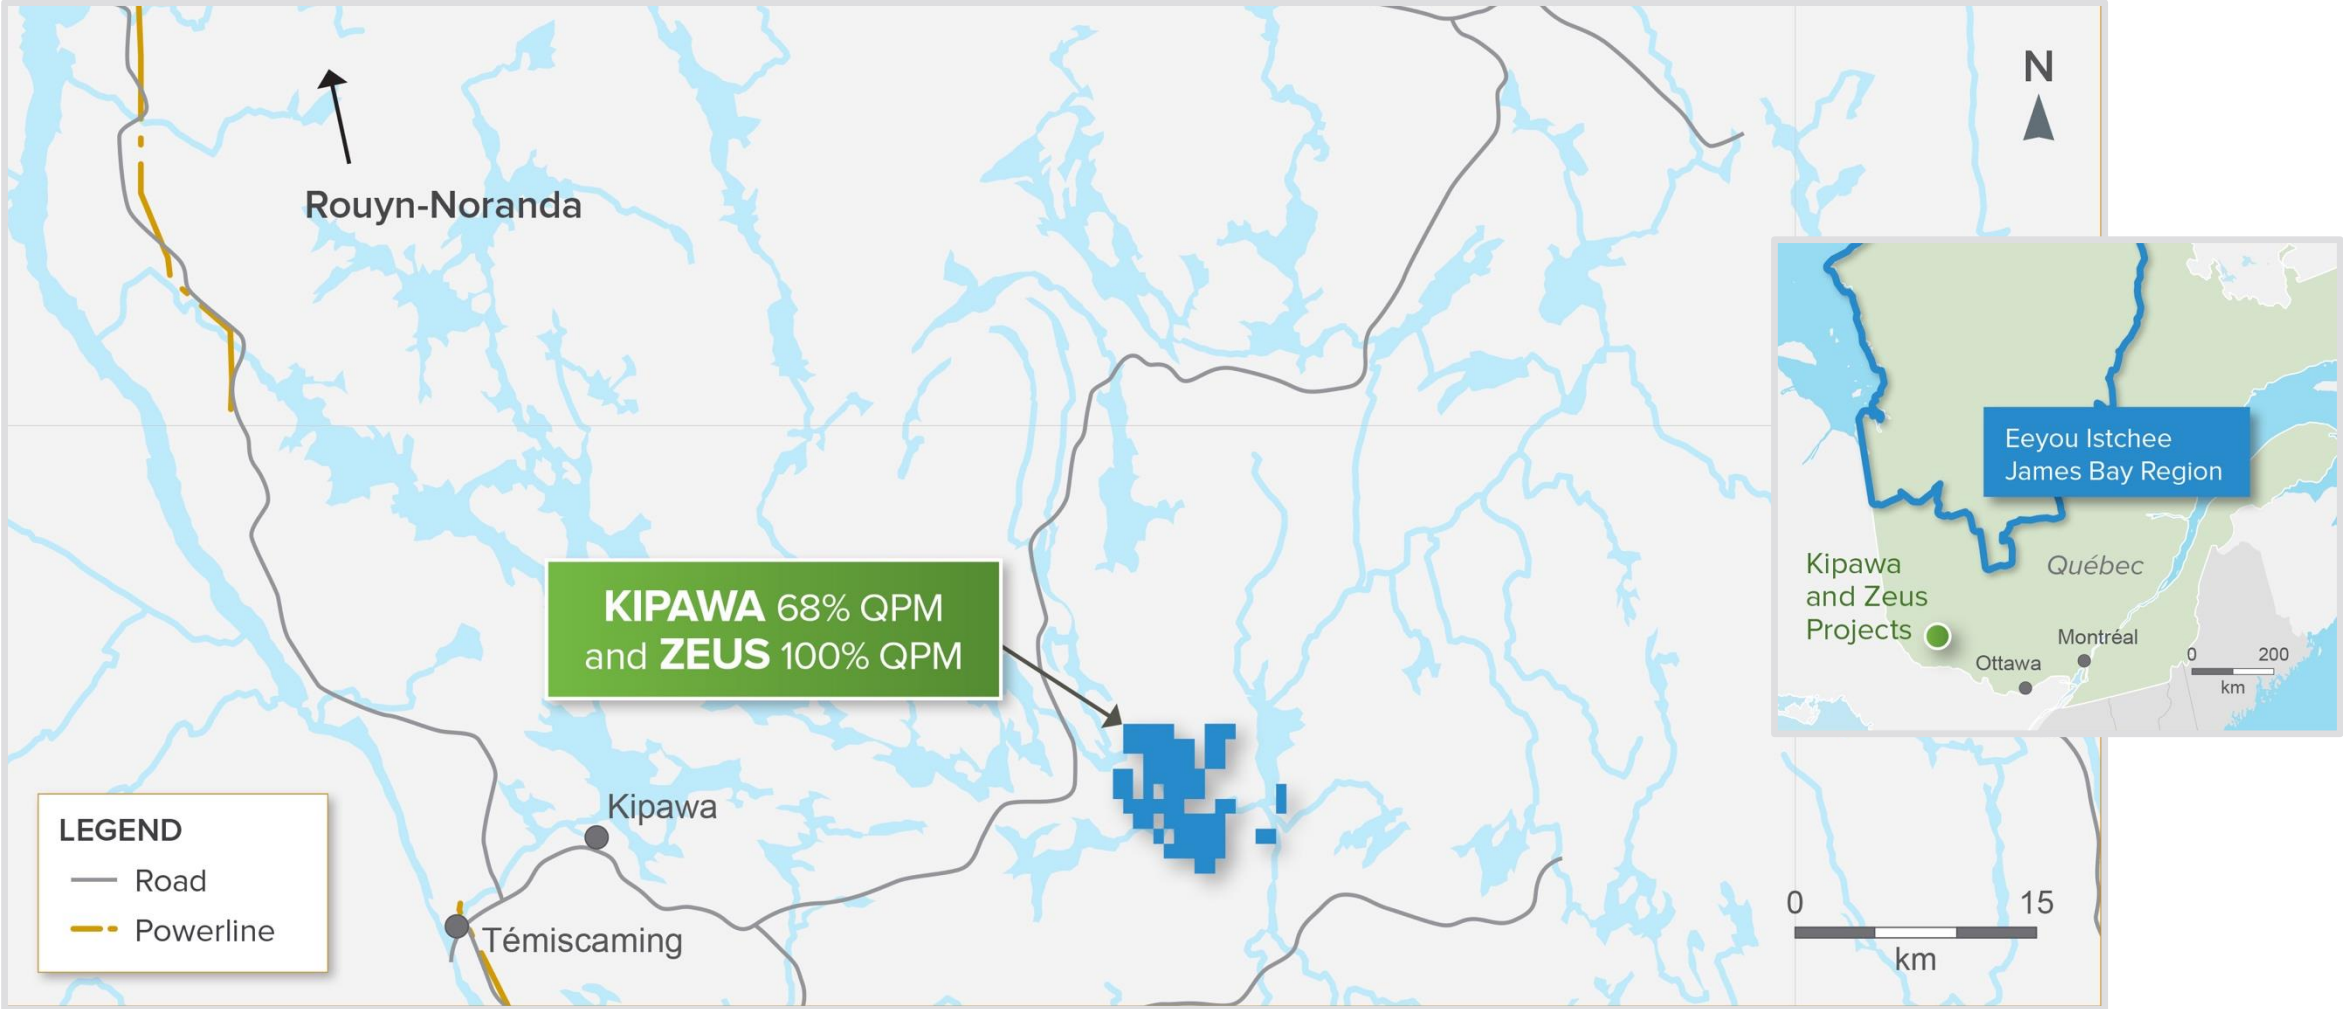 N
Rouyn-Noranda
Eeyou Istchee
James Bay Region
Québec
Kipawa
and Zeus
Projects
Montréal
Ottawa
0 200
km
KIPAWA 68% QPM
and ZEUS 100% QPM
Kipawa
Témiscaming
LEGEND
Road
Powerline
0 15
km